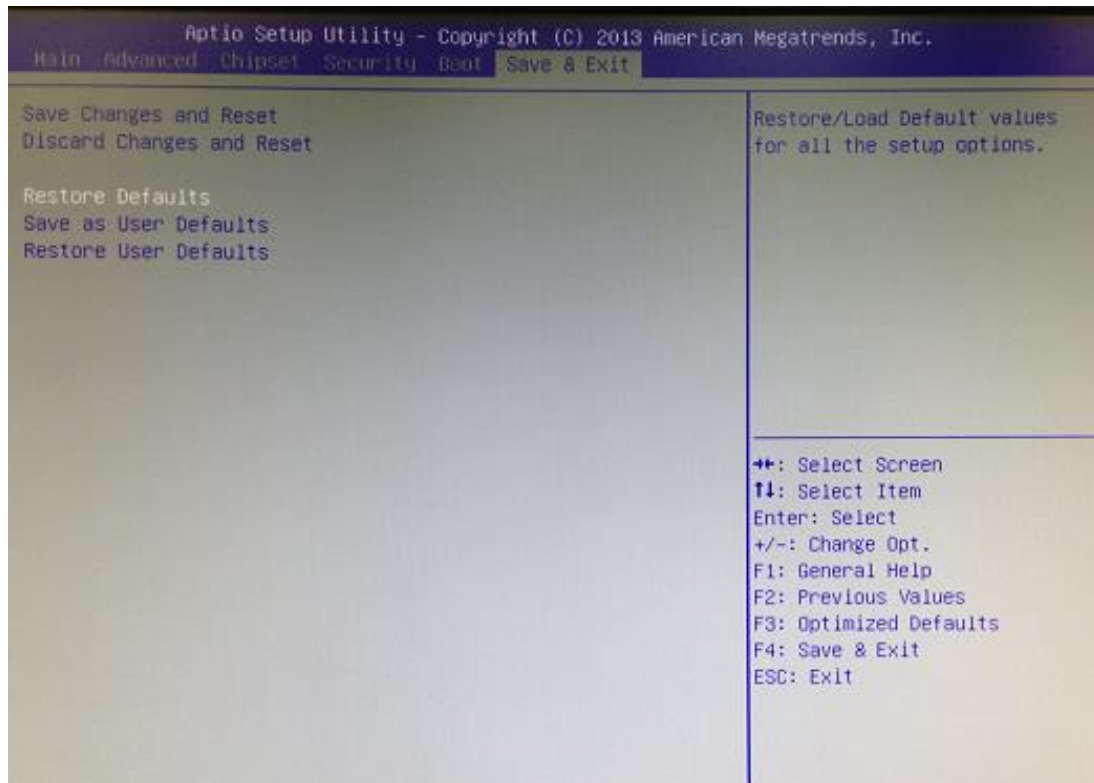 Aptio Setup Utility - Copyright (C) 2013 American Megatrends, Inc.
Main Advanced Chipset Security Boot Save & Exit
Save Changes and Reset
Discard Changes and Reset
Restore Defaults
Save as User Defaults
Restore User Defaults
Restore/Load Default values
for all the setup options.
→←: Select Screen
↑↓: Select Item
Enter: Select
+/-: Change Opt.
F1: General Help
F2: Previous Values
F3: Optimized Defaults
F4: Save & Exit
ESC: Exit